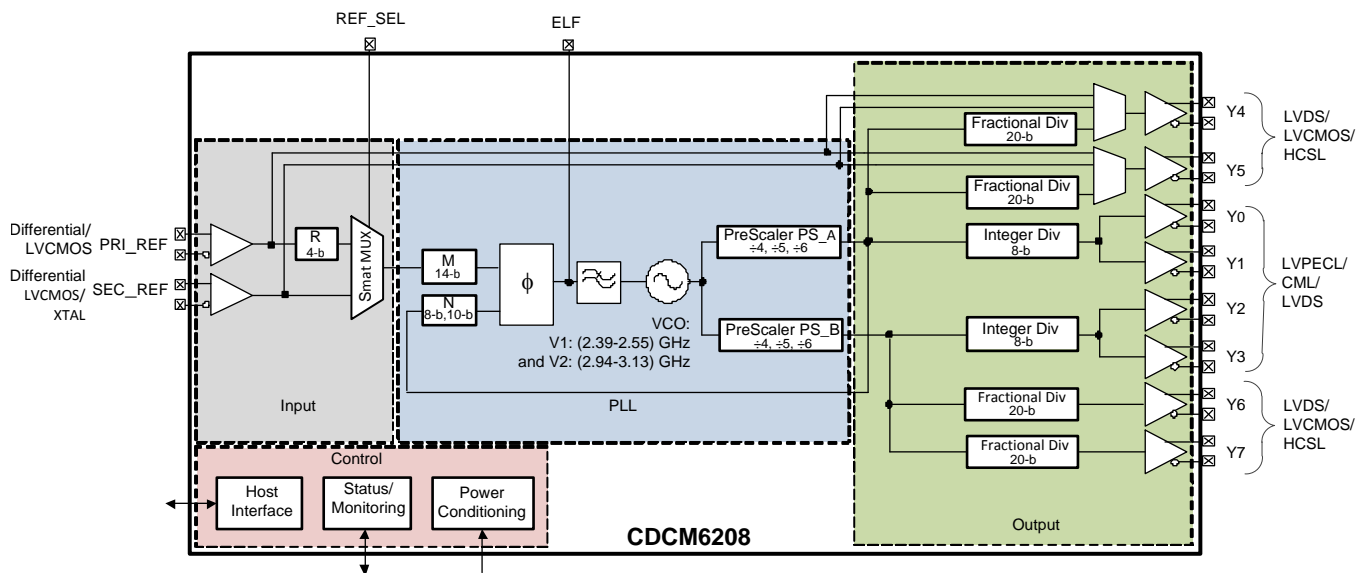 REF_SEL
ELF
Differential/
LVCMOS
PRI_REF
Differential
LVCMOS/
XTAL
SEC_REF
R
4-b
Smat MUX
Input
M
14-b
N
8-b,10-b
ϕ
VCO:
V1: (2.39-2.55) GHz
and V2: (2.94-3.13) GHz
PreScaler PS_A
÷4, ÷5, ÷6
PreScaler PS_B
÷4, ÷5, ÷6
PLL
Fractional Div
20-b
Fractional Div
20-b
Integer Div
8-b
Integer Div
8-b
Fractional Div
20-b
Fractional Div
20-b
Output
Y4
Y5
LVDS/
LVCMOS/
HCSL
Y0
Y1
Y2
Y3
LVPECL/
CML/
LVDS
Y6
Y7
LVDS/
LVCMOS/
HCSL
Control
Host
Interface
Status/
Monitoring
Power
Conditioning
CDCM6208